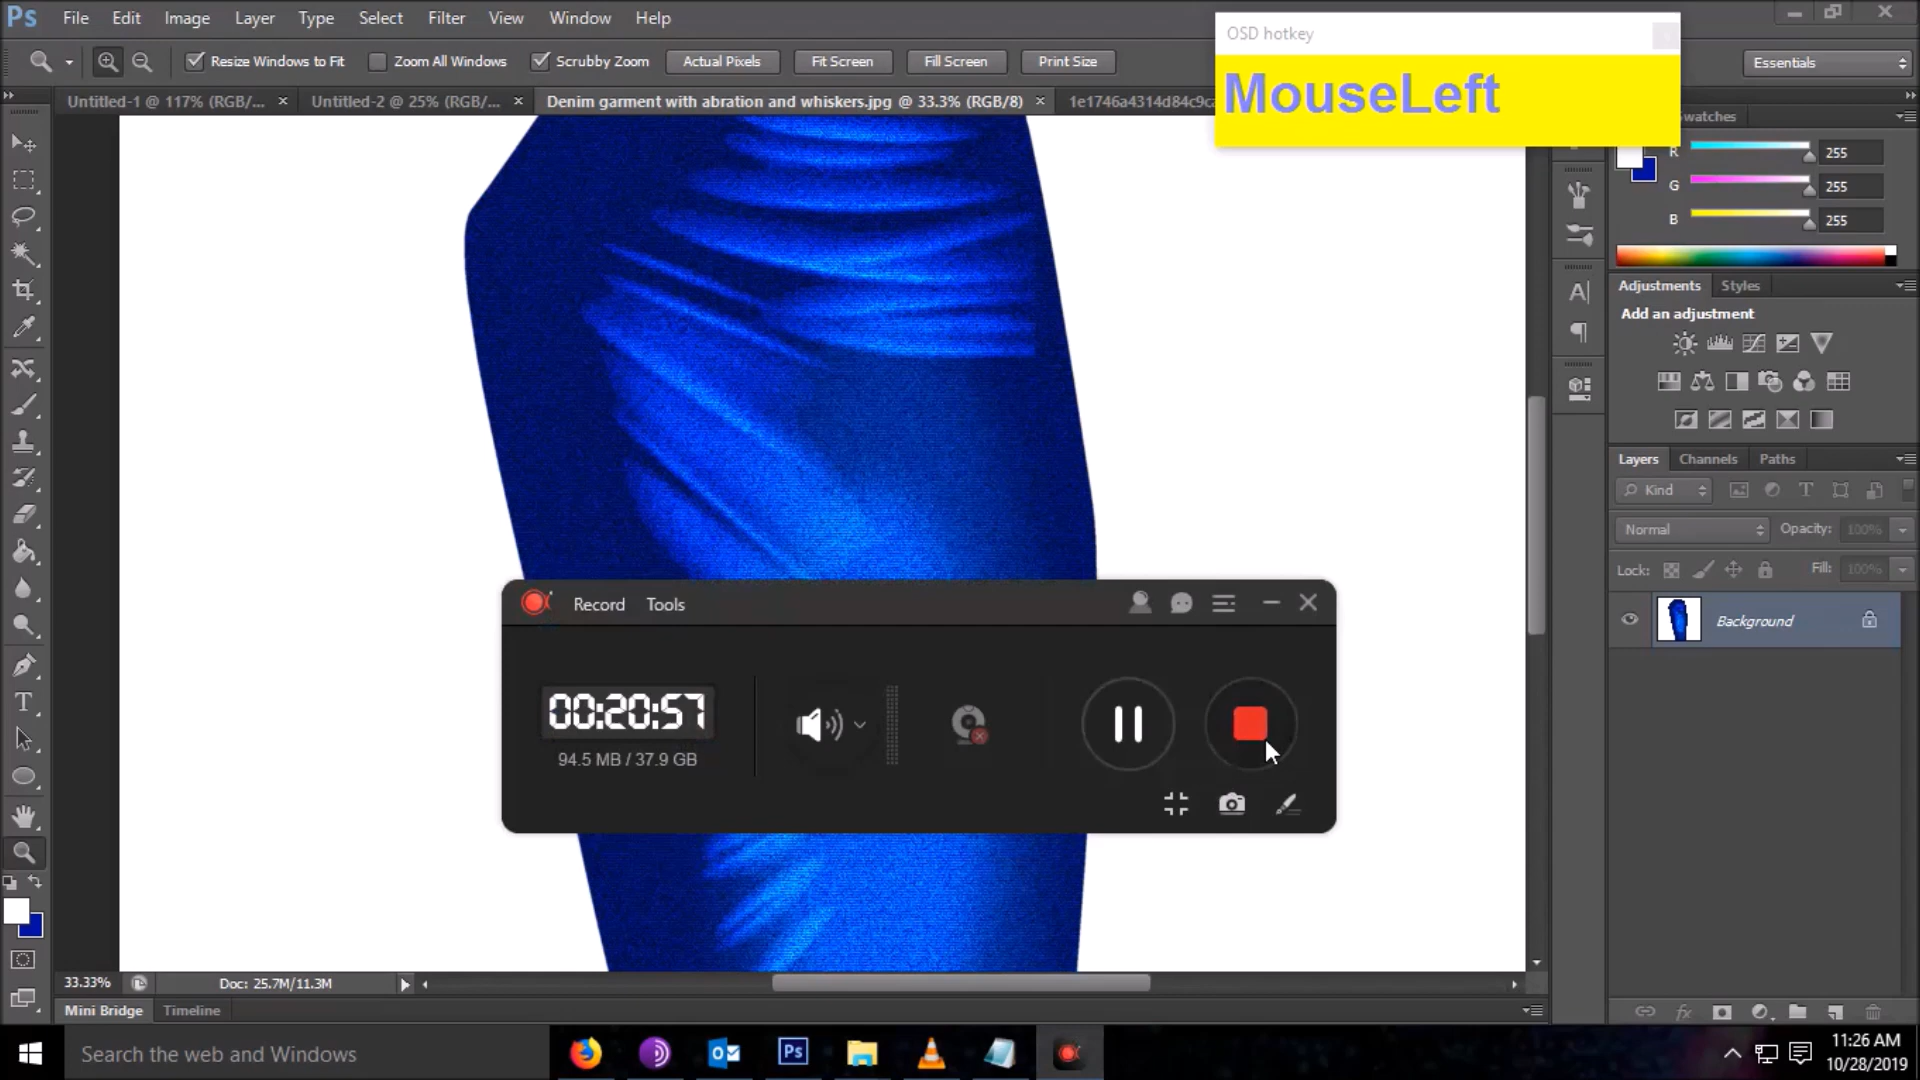 Ps File Edit Image Layer Type Select Filter View Window Help
OSD hotkey
MouseLeft
Resize Windows to Fit Zoom All Windows Scrubby Zoom Actual Pixels Fit Screen Fill Screen Print Size Essentials
Untitled-1 @ 117% (RGB/... × Untitled-2 @ 25% (RGB/... × Denim garment with abration and whiskers.jpg @ 33.3% (RGB/8) × 1e1746a4314d84c9c
watches
R 255
G 255
B 255
Adjustments Styles
Add an adjustment
Layers Channels Paths
Kind
Normal Opacity: 100%
Lock: Fill: 100%
Background
Record Tools
00:20:57
94.5 MB / 37.9 GB
33.33% Doc: 25.7M/11.3M
Mini Bridge Timeline
Search the web and Windows
Ps
11:26 AM
10/28/2019